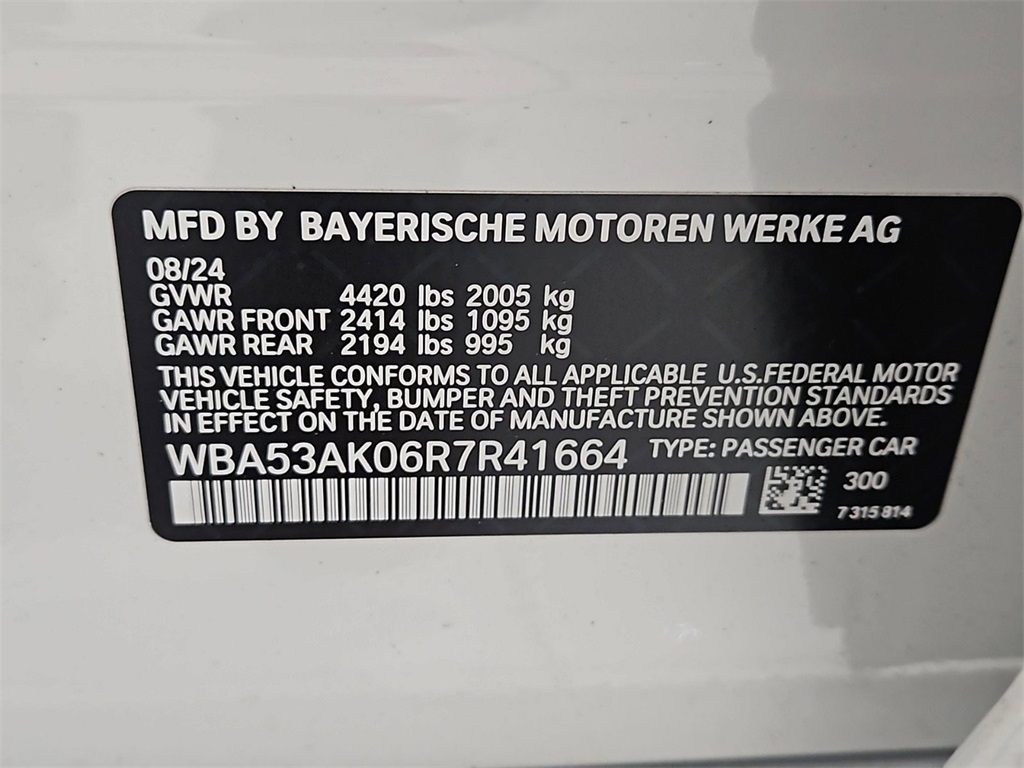 MFD BY BAYERISCHE MOTOREN WERKE AG
08/24
GVWR 4420 lbs 2005 kg
GAWR FRONT 2414 lbs 1095 kg
GAWR REAR 2194 lbs 995 kg
THIS VEHICLE CONFORMS TO ALL APPLICABLE U.S.FEDERAL MOTOR
VEHICLE SAFETY, BUMPER AND THEFT PREVENTION STANDARDS
IN EFFECT ON THE DATE OF MANUFACTURE SHOWN ABOVE.
WBA53AK06R7R41664 TYPE: PASSENGER CAR
300
7 315 814